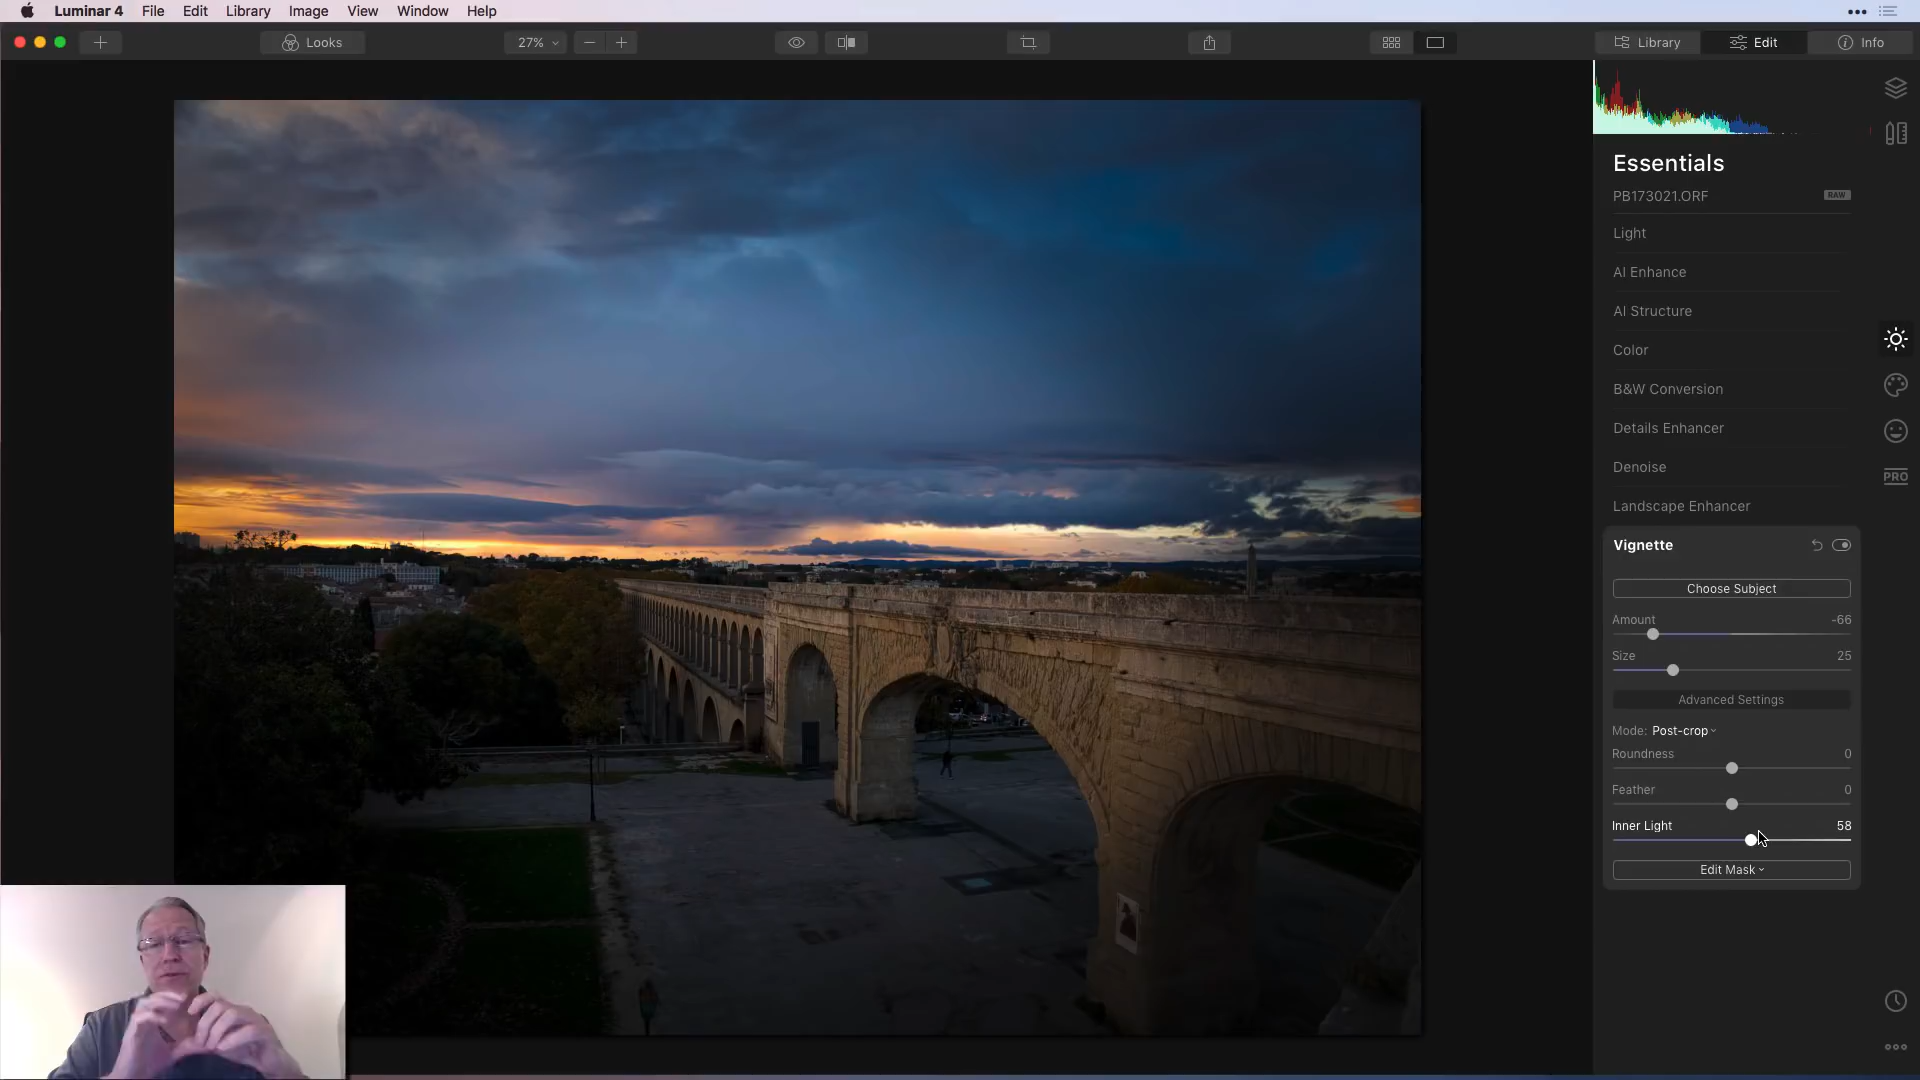 Luminar 4 File Edit Library Image View Window Help
Looks 27% Library Edit Info
Essentials
PB173021.ORF RAW
Light
AI Enhance
AI Structure
Color
B&W Conversion
Details Enhancer
Denoise
PRO
Landscape Enhancer
Vignette
Choose Subject
Amount -66
Size 25
Advanced Settings
Mode: Post-crop
Roundness 0
Feather 0
Inner Light 58
Edit Mask